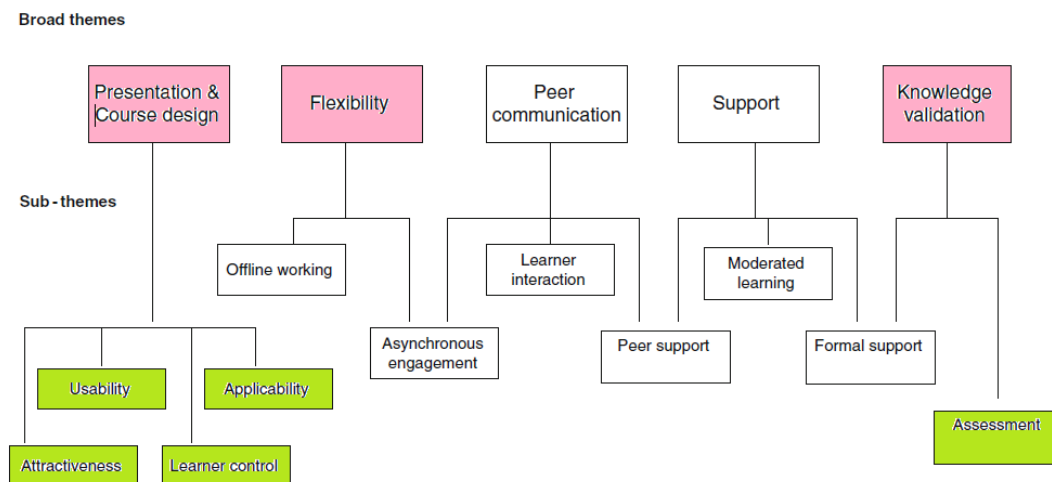 Broad themes
Presentation &
Course design
Flexibility
Peer
communication
Support
Knowledge
validation
Sub - themes
Offline working
Learner
interaction
Moderated
learning
Asynchronous
engagement
Peer support
Formal support
Usability
Applicability
Assessment
Attractiveness
Learner control